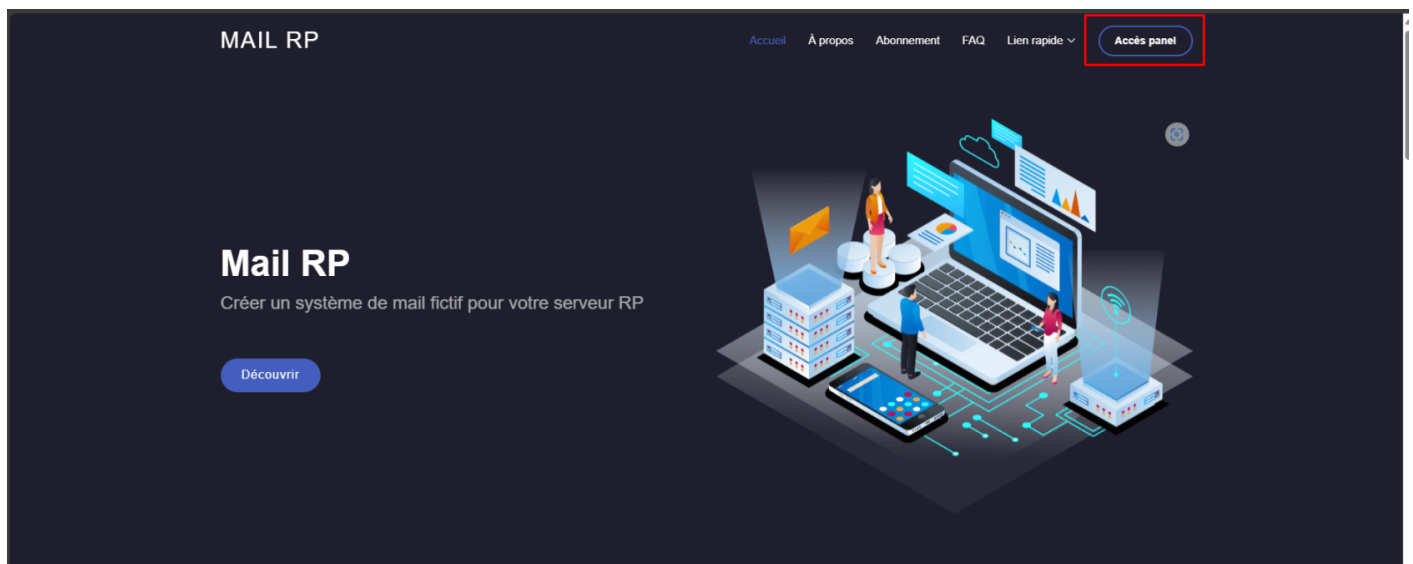 MAIL RP
Accueil À propos Abonnement FAQ Lien rapide Accès panel
Mail RP
Créer un système de mail fictif pour votre serveur RP
Découvrir